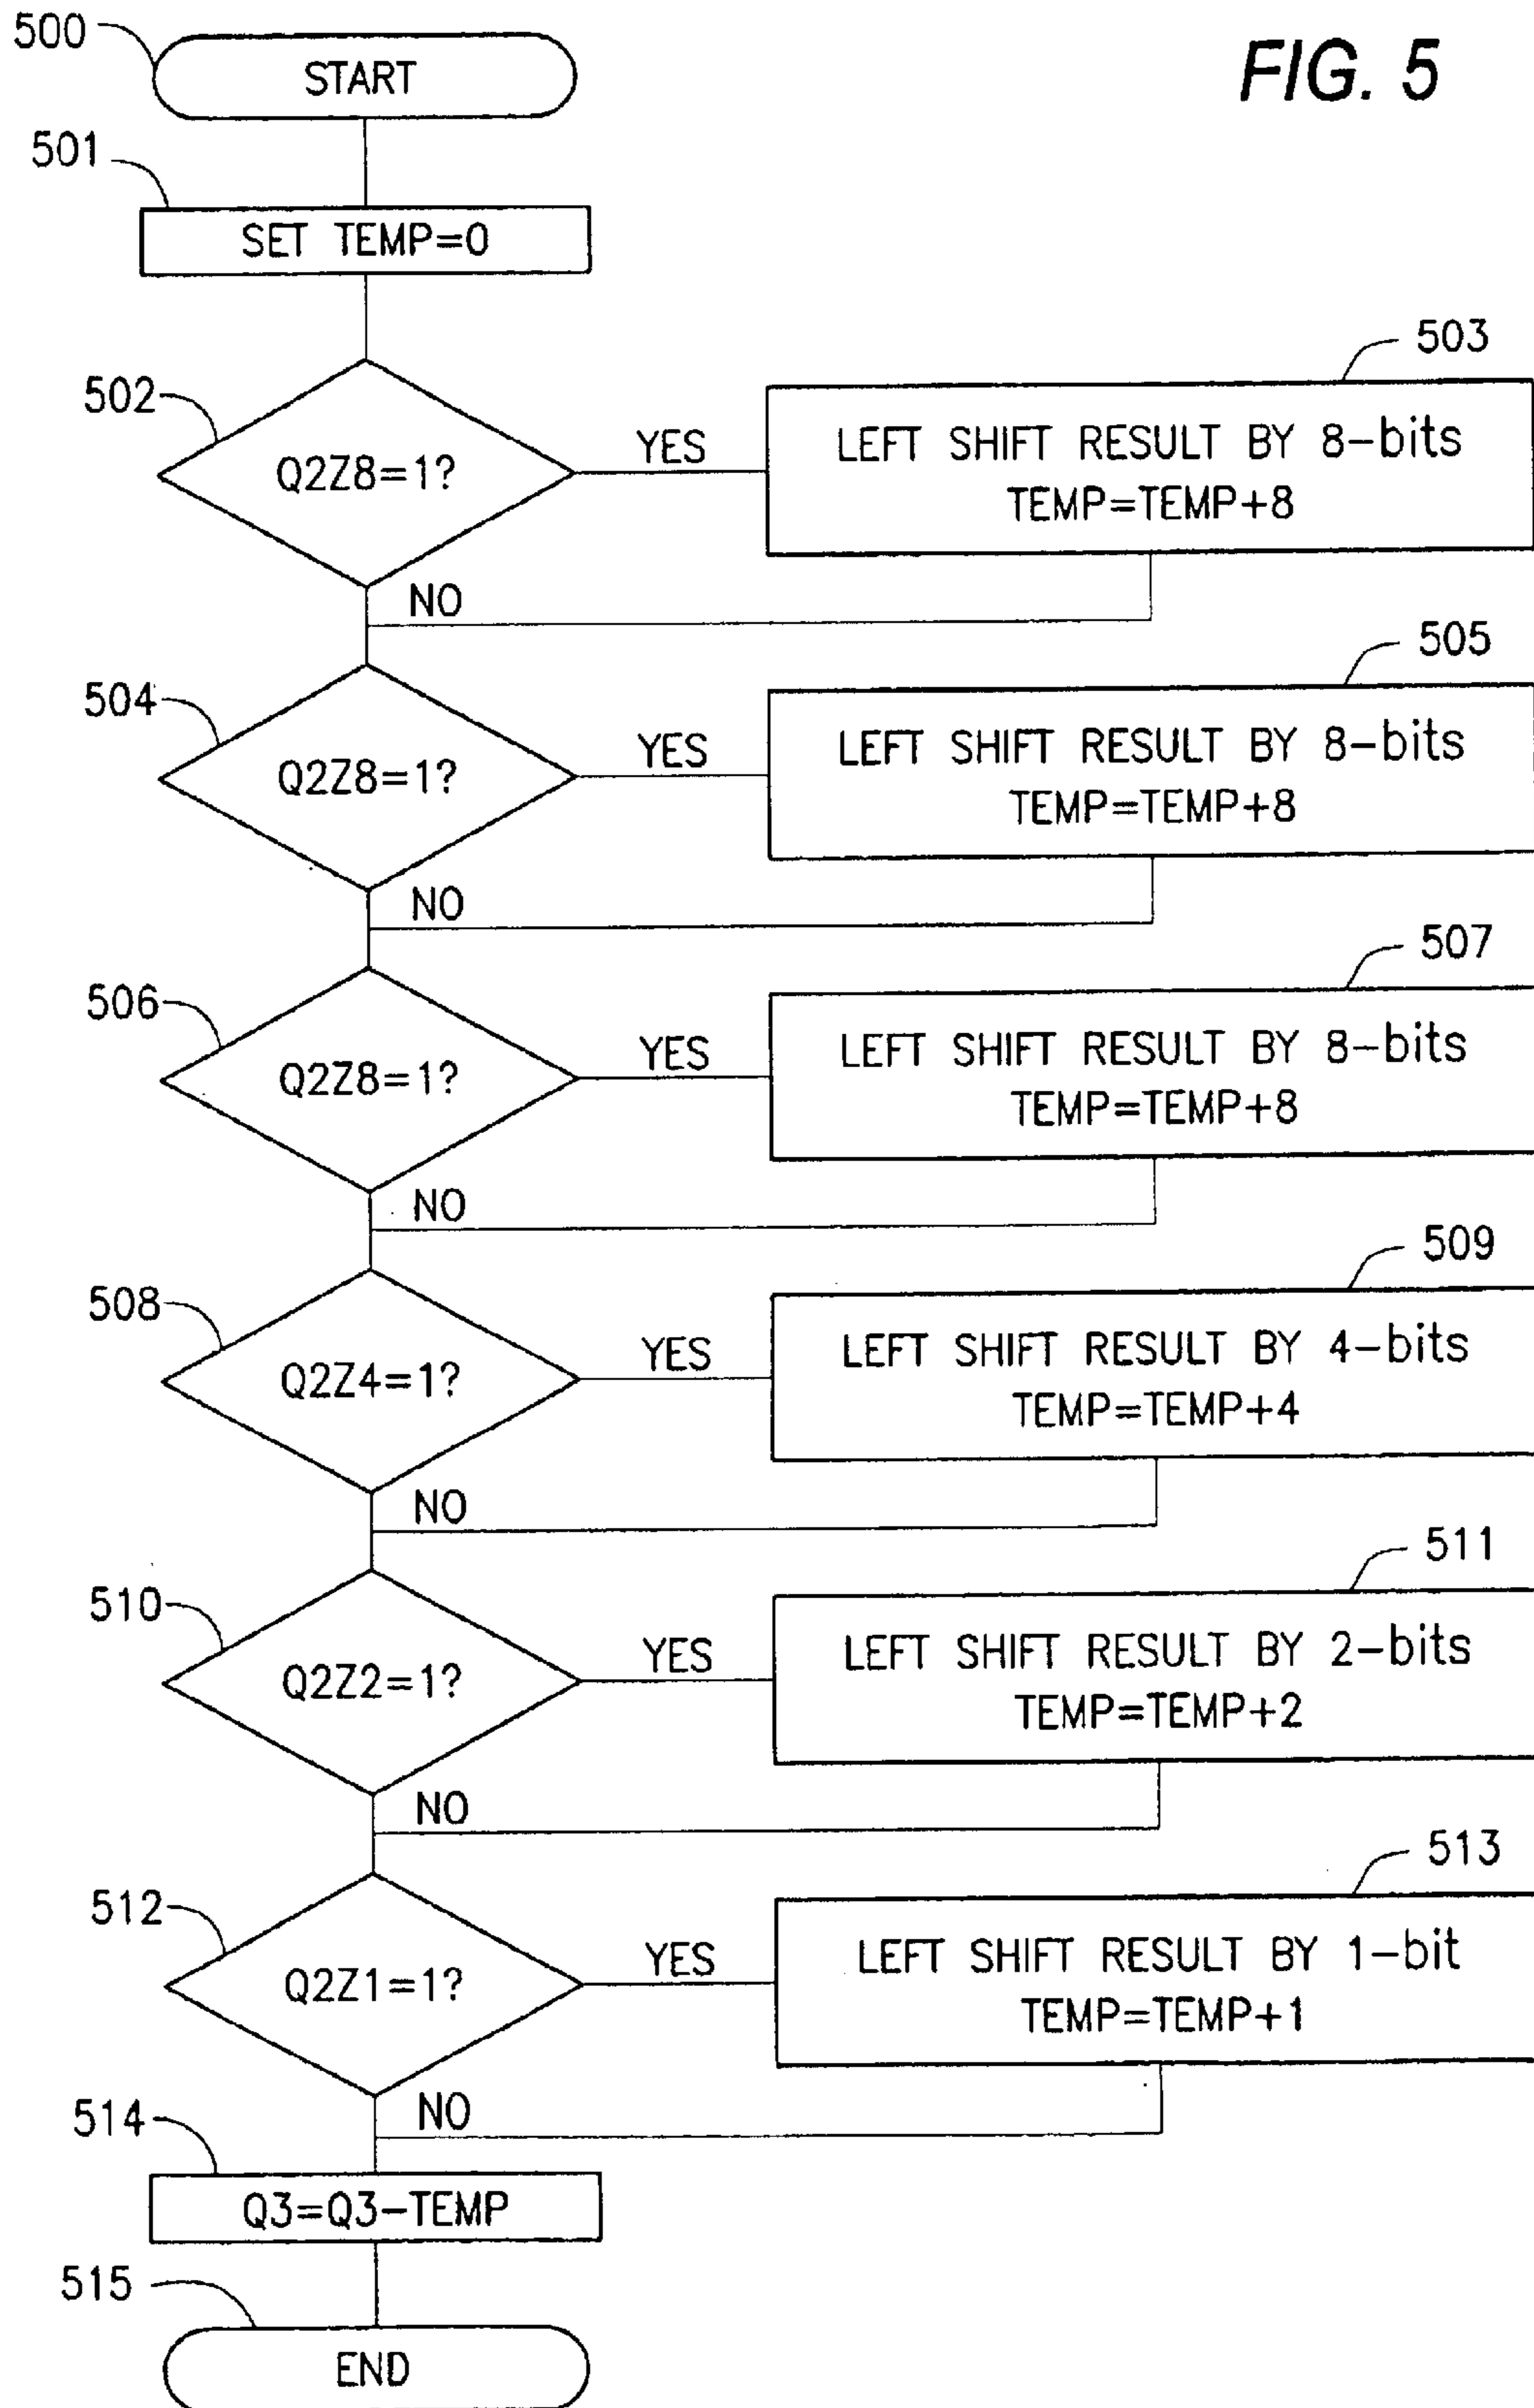 FIG. 5
500
START
501
SET TEMP=0
502
Q2Z8=1?
YES
503
LEFT SHIFT RESULT BY 8-bits
TEMP=TEMP+8
NO
504
Q2Z8=1?
YES
505
LEFT SHIFT RESULT BY 8-bits
TEMP=TEMP+8
NO
506
Q2Z8=1?
YES
507
LEFT SHIFT RESULT BY 8-bits
TEMP=TEMP+8
NO
508
Q2Z4=1?
YES
509
LEFT SHIFT RESULT BY 4-bits
TEMP=TEMP+4
NO
510
Q2Z2=1?
YES
511
LEFT SHIFT RESULT BY 2-bits
TEMP=TEMP+2
NO
512
Q2Z1=1?
YES
513
LEFT SHIFT RESULT BY 1-bit
TEMP=TEMP+1
NO
514
Q3=Q3-TEMP
515
END